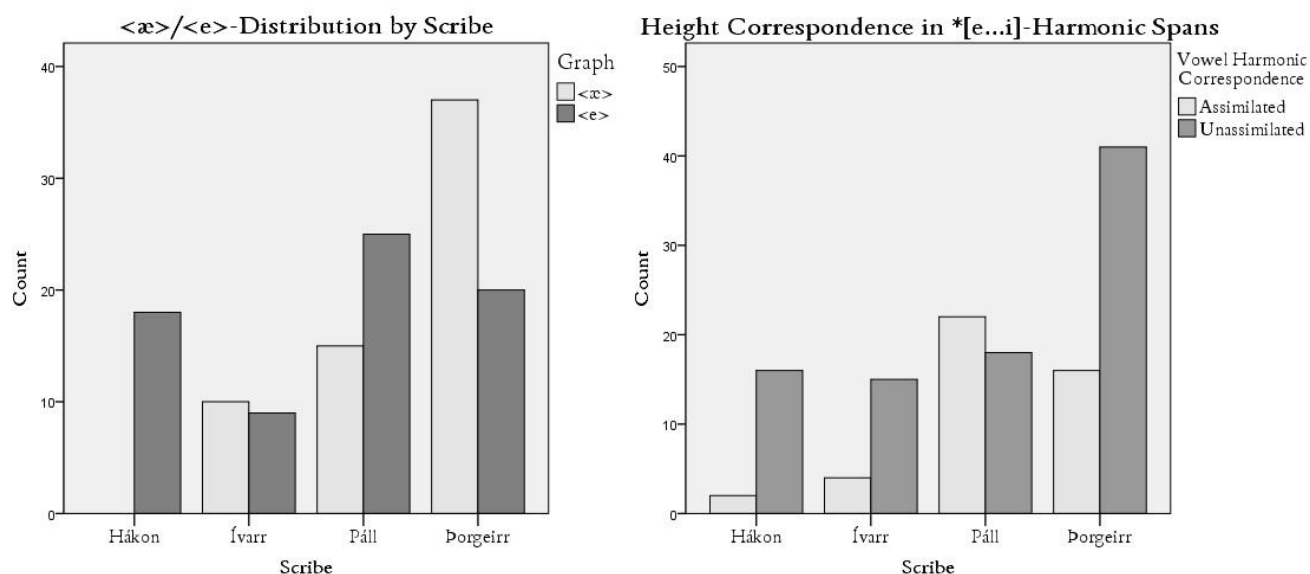 <æ>/<e>-Distribution by Scribe
Graph
<æ>
<e>
40
30
20
10
0
Count
Hákon
Ívarr
Páll
Þorgeirr
Scribe
Height Correspondence in *[e...i]-Harmonic Spans
Vowel Harmonic
Correspondence
Assimilated
Unassimilated
50
40
30
20
10
0
Count
Hákon
Ívarr
Páll
Þorgeirr
Scribe